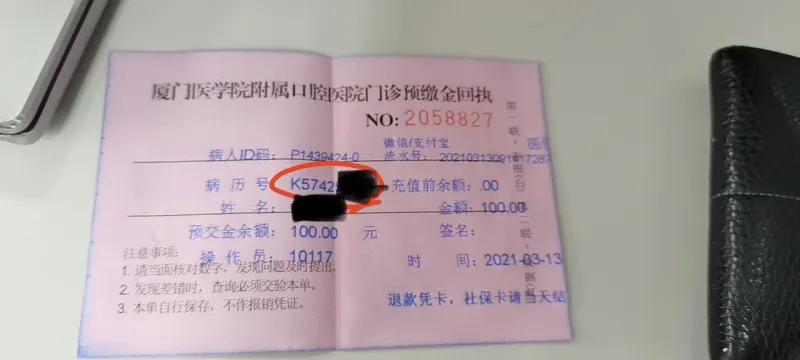 厦门医学院附属口腔医院门诊预缴金回执
NO: 2058827
微信/支付宝
病人ID码: P1439424-0 流水号: 20210313091417287
病历号 K5742 充值前余额: .00
姓名: 金额: 100.00
预交金余额: 100.00 元 签名:
注意事项:
操作员: 10117 时间: 2021-03-13
1. 请当面核对数字,发现问题及时提出。
2. 发现差错时,查询必须交验本单。
3. 本单自行保存,不作报销凭证。
退款凭卡,社保卡请当天结